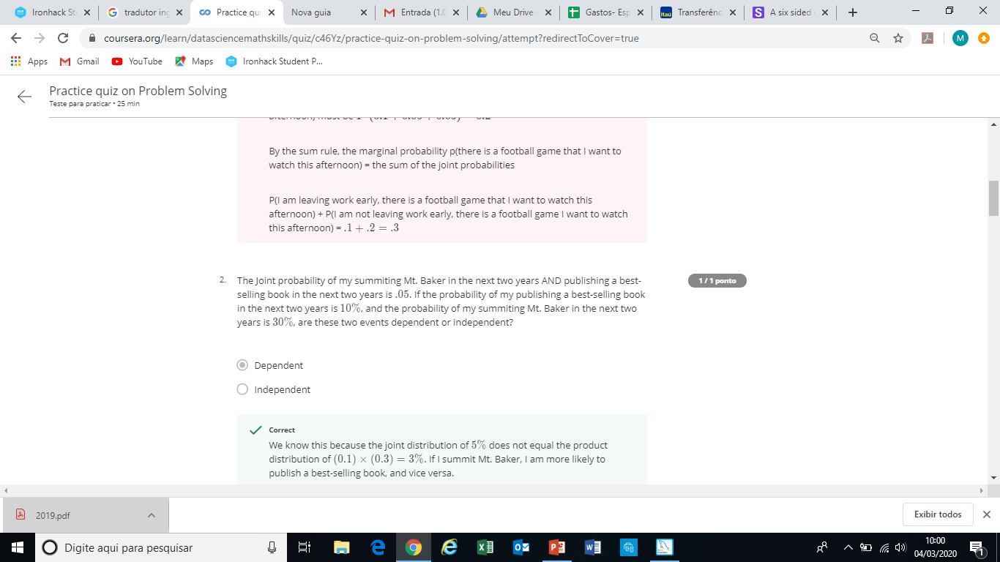 Ironhack St
tradutor ing
Practice qui
Nova guia
Entrada (1.0
Meu Drive -
Gastos- Esp
Transferênc
A six sided
coursera.org/learn/datasciencemathskills/quiz/c46Yz/practice-quiz-on-problem-solving/attempt?redirectToCover=true
M
Apps
Gmail
YouTube
Maps
Ironhack Student P...
Practice quiz on Problem Solving
Teste para praticar • 25 min
By the sum rule, the marginal probability p(there is a football game that I want to
watch this afternoon) = the sum of the joint probabilities
P(I am leaving work early, there is a football game that I want to watch this
afternoon) + P(I am not leaving work early, there is a football game I want to watch
this afternoon) = .1 + .2 = .3
2. The Joint probability of my summiting Mt. Baker in the next two years AND publishing a best-
selling book in the next two years is .05. If the probability of my publishing a best-selling book
in the next two years is 10%, and the probability of my summiting Mt. Baker in the next two
years is 30%, are these two events dependent or independent?
1 / 1 ponto
Dependent
Independent
Correct
We know this because the joint distribution of 5% does not equal the product
distribution of (0.1) × (0.3) = 3%. If I summit Mt. Baker, I am more likely to
publish a best-selling book, and vice versa.
2019.pdf
Exibir todos
Digite aqui para pesquisar
10:00
04/03/2020
1